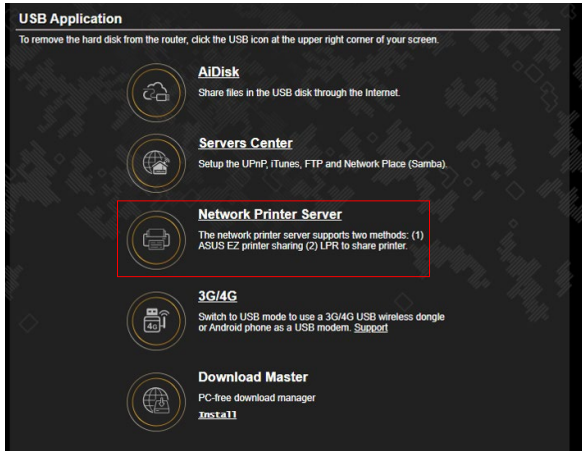 USB Application
To remove the hard disk from the router, click the USB icon at the upper right corner of your screen.
AiDisk
Share files in the USB disk through the Internet.
Servers Center
Setup the UPnP, iTunes, FTP and Network Place (Samba).
Network Printer Server
The network printer server supports two methods: (1)
ASUS EZ printer sharing (2) LPR to share printer.
3G/4G
4G
Switch to USB mode to use a 3G/4G USB wireless dongle
or Android phone as a USB modem. Support
Download Master
PC-free download manager
Install